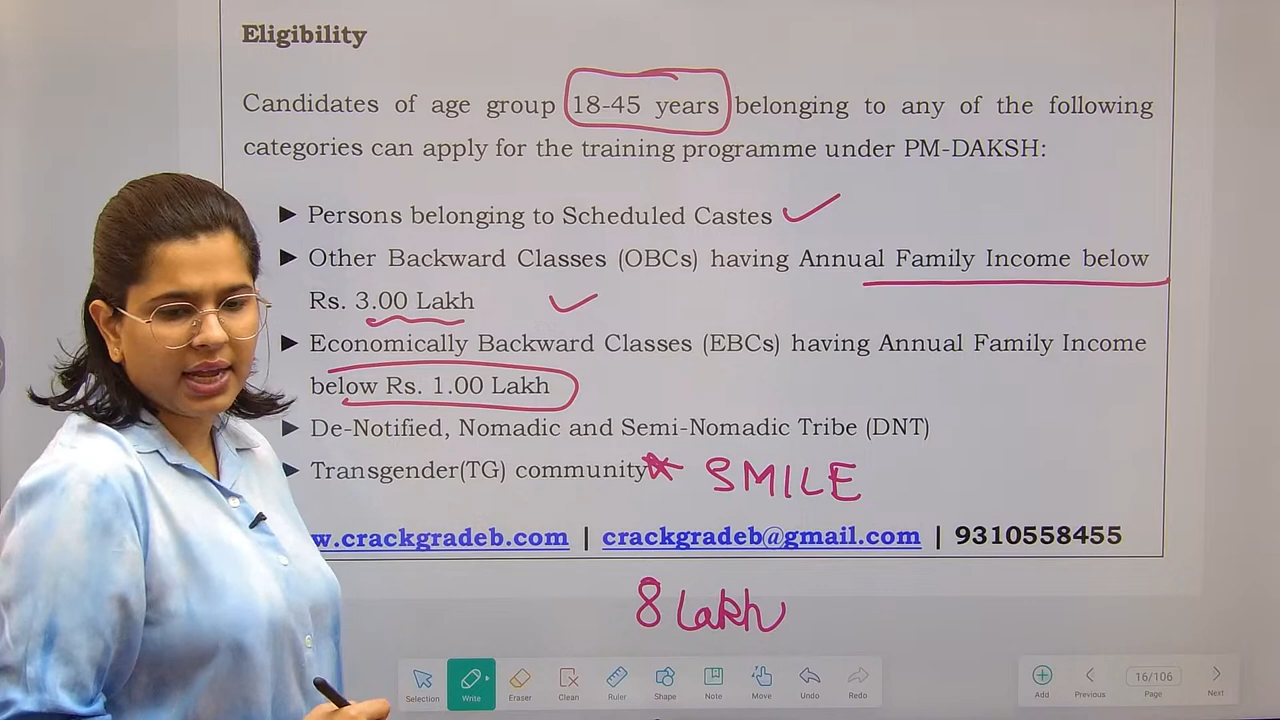 Eligibility
Candidates of age group 18-45 years belonging to any of the following
categories can apply for the training programme under PM-DAKSH:
► Persons belonging to Scheduled Castes
► Other Backward Classes (OBCs) having Annual Family Income below
Rs. 3.00 Lakh
► Economically Backward Classes (EBCs) having Annual Family Income
below Rs. 1.00 Lakh
► De-Notified, Nomadic and Semi-Nomadic Tribe (DNT)
► Transgender(TG) community SMILE
w.crackgradeb.com | crackgradeb@gmail.com | 9310558455
8 Lakh
Selection Write Eraser Clean Ruler Shape Note Move Undo Redo
Add Previous 16/106 Page Next